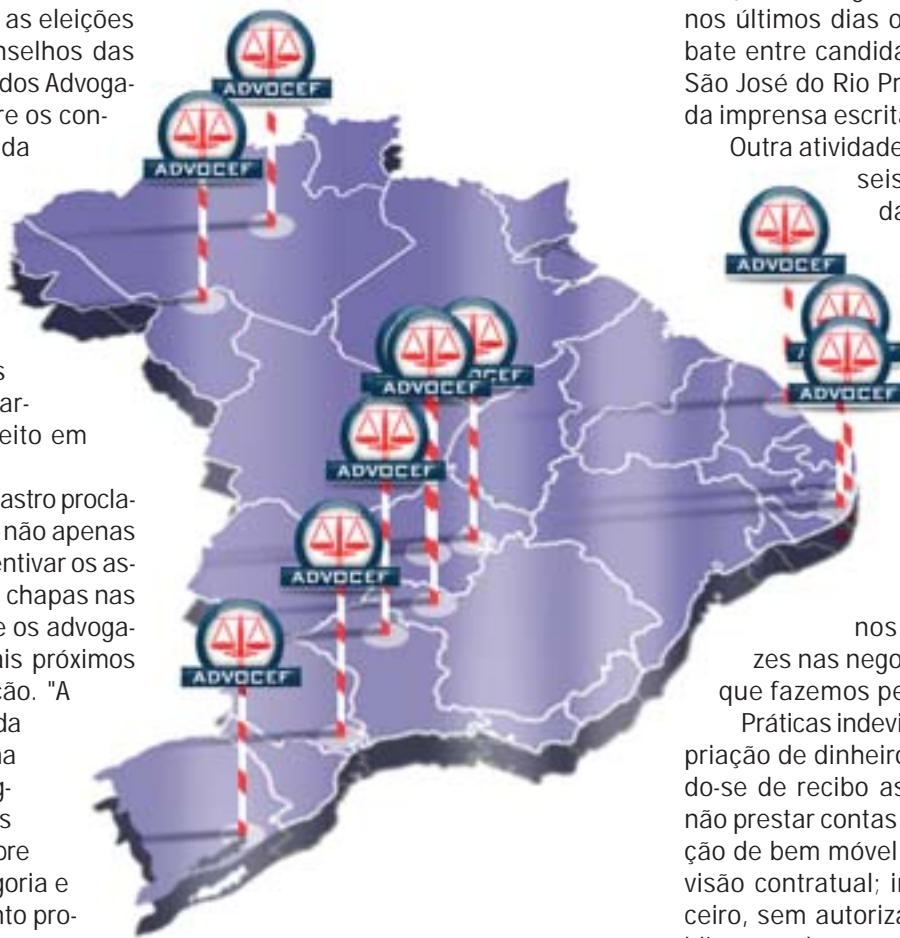 as eleições
nselhos das
dos Advoga-
re os con-
da
s
ar-
eito em
astro procla-
não apenas
entivar os as-
chapas nas
e os advoga-
ais próximos
ção. "A
da
na
g-
s
bre
goria e
nto pro-
ADVOCEF
ADVOCEF
ADVOCEF
ADVOCEF
ADVOCEF
ADVOCEF
ADVOCEF
ADVOCEF
ADVOCEF
nos últimos dias o
bate entre candida
São José do Rio Pr
da imprensa escrita
Outra atividade
seis
da
nos
zes nas nego
que fazemos pe
Práticas indevi
priação de dinheiro
do-se de recibo as
não prestar contas
ção de bem móvel
visão contratual; in
ceiro, sem autoriza